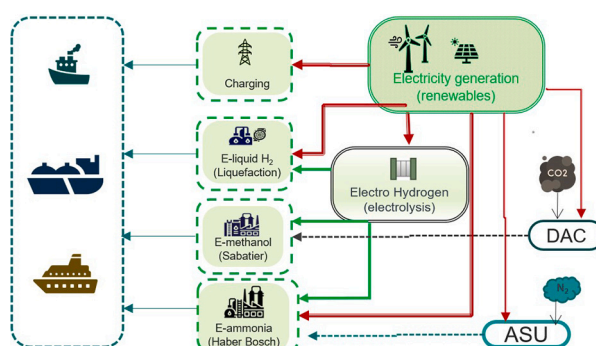 Charging
Electricity generation
(renewables)
E-liquid H₂
(Liquefaction)
Electro Hydrogen
(electrolysis)
CO2
E-methanol
(Sabatier)
DAC
N₂
E-ammonia
(Haber Bosch)
ASU